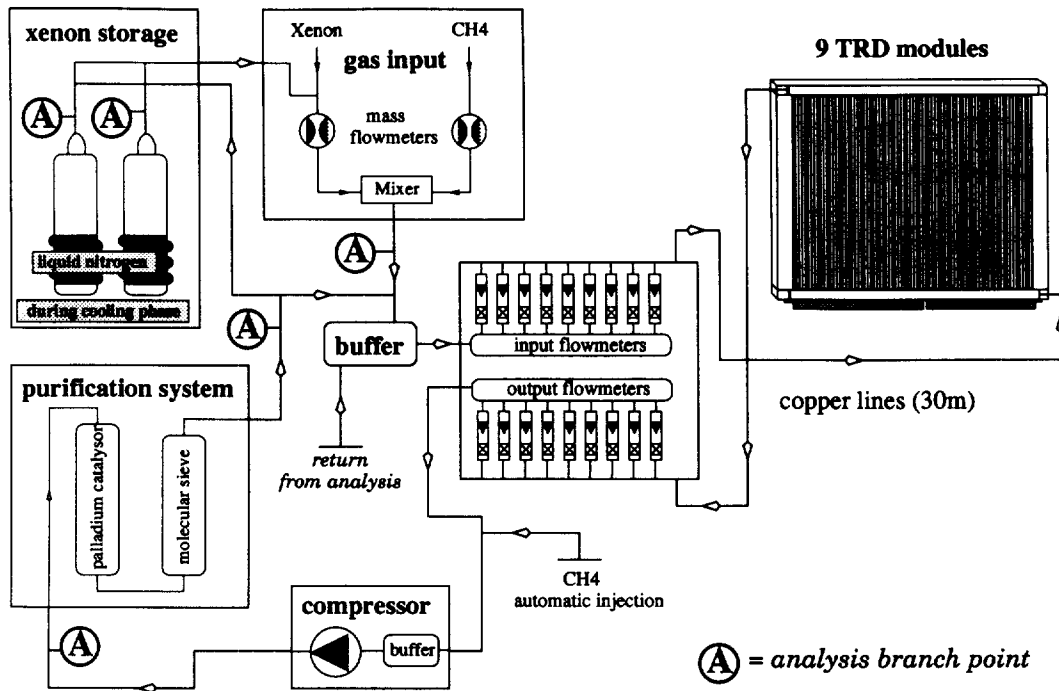 xenon storage
A
A
liquid nitrogen
during cooling phase
Xenon
CH4
gas input
mass
flowmeters
Mixer
A
9 TRD modules
A
buffer
input flowmeters
output flowmeters
copper lines (30m)
return
from analysis
purification system
palladium catalysor
molecular sieve
CH4
automatic injection
compressor
buffer
A
A = analysis branch point